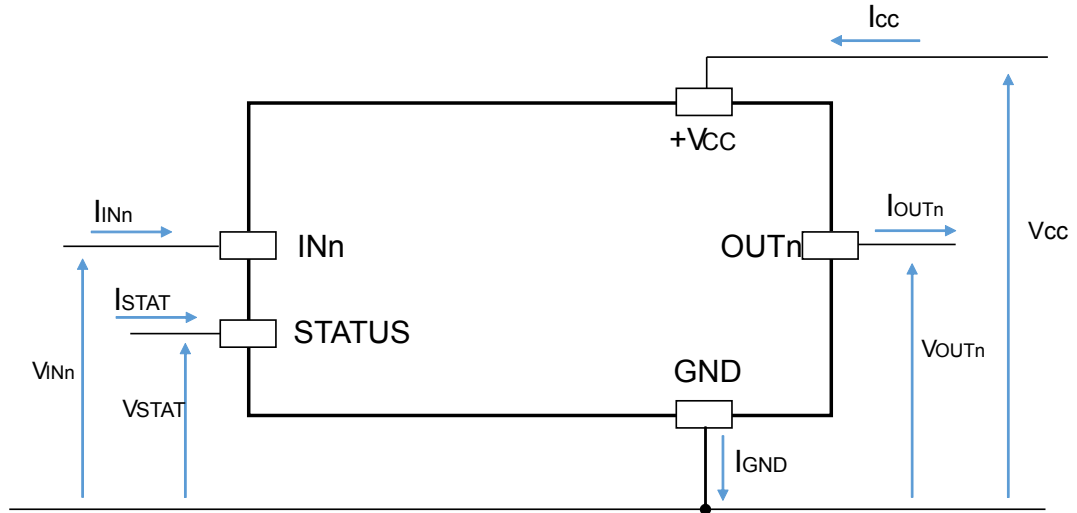 Icc
+VCC
IINn
INn
OUTn
IOUTn
Vcc
ISTAT
STATUS
VINn
VSTAT
GND
VOUTn
IGND